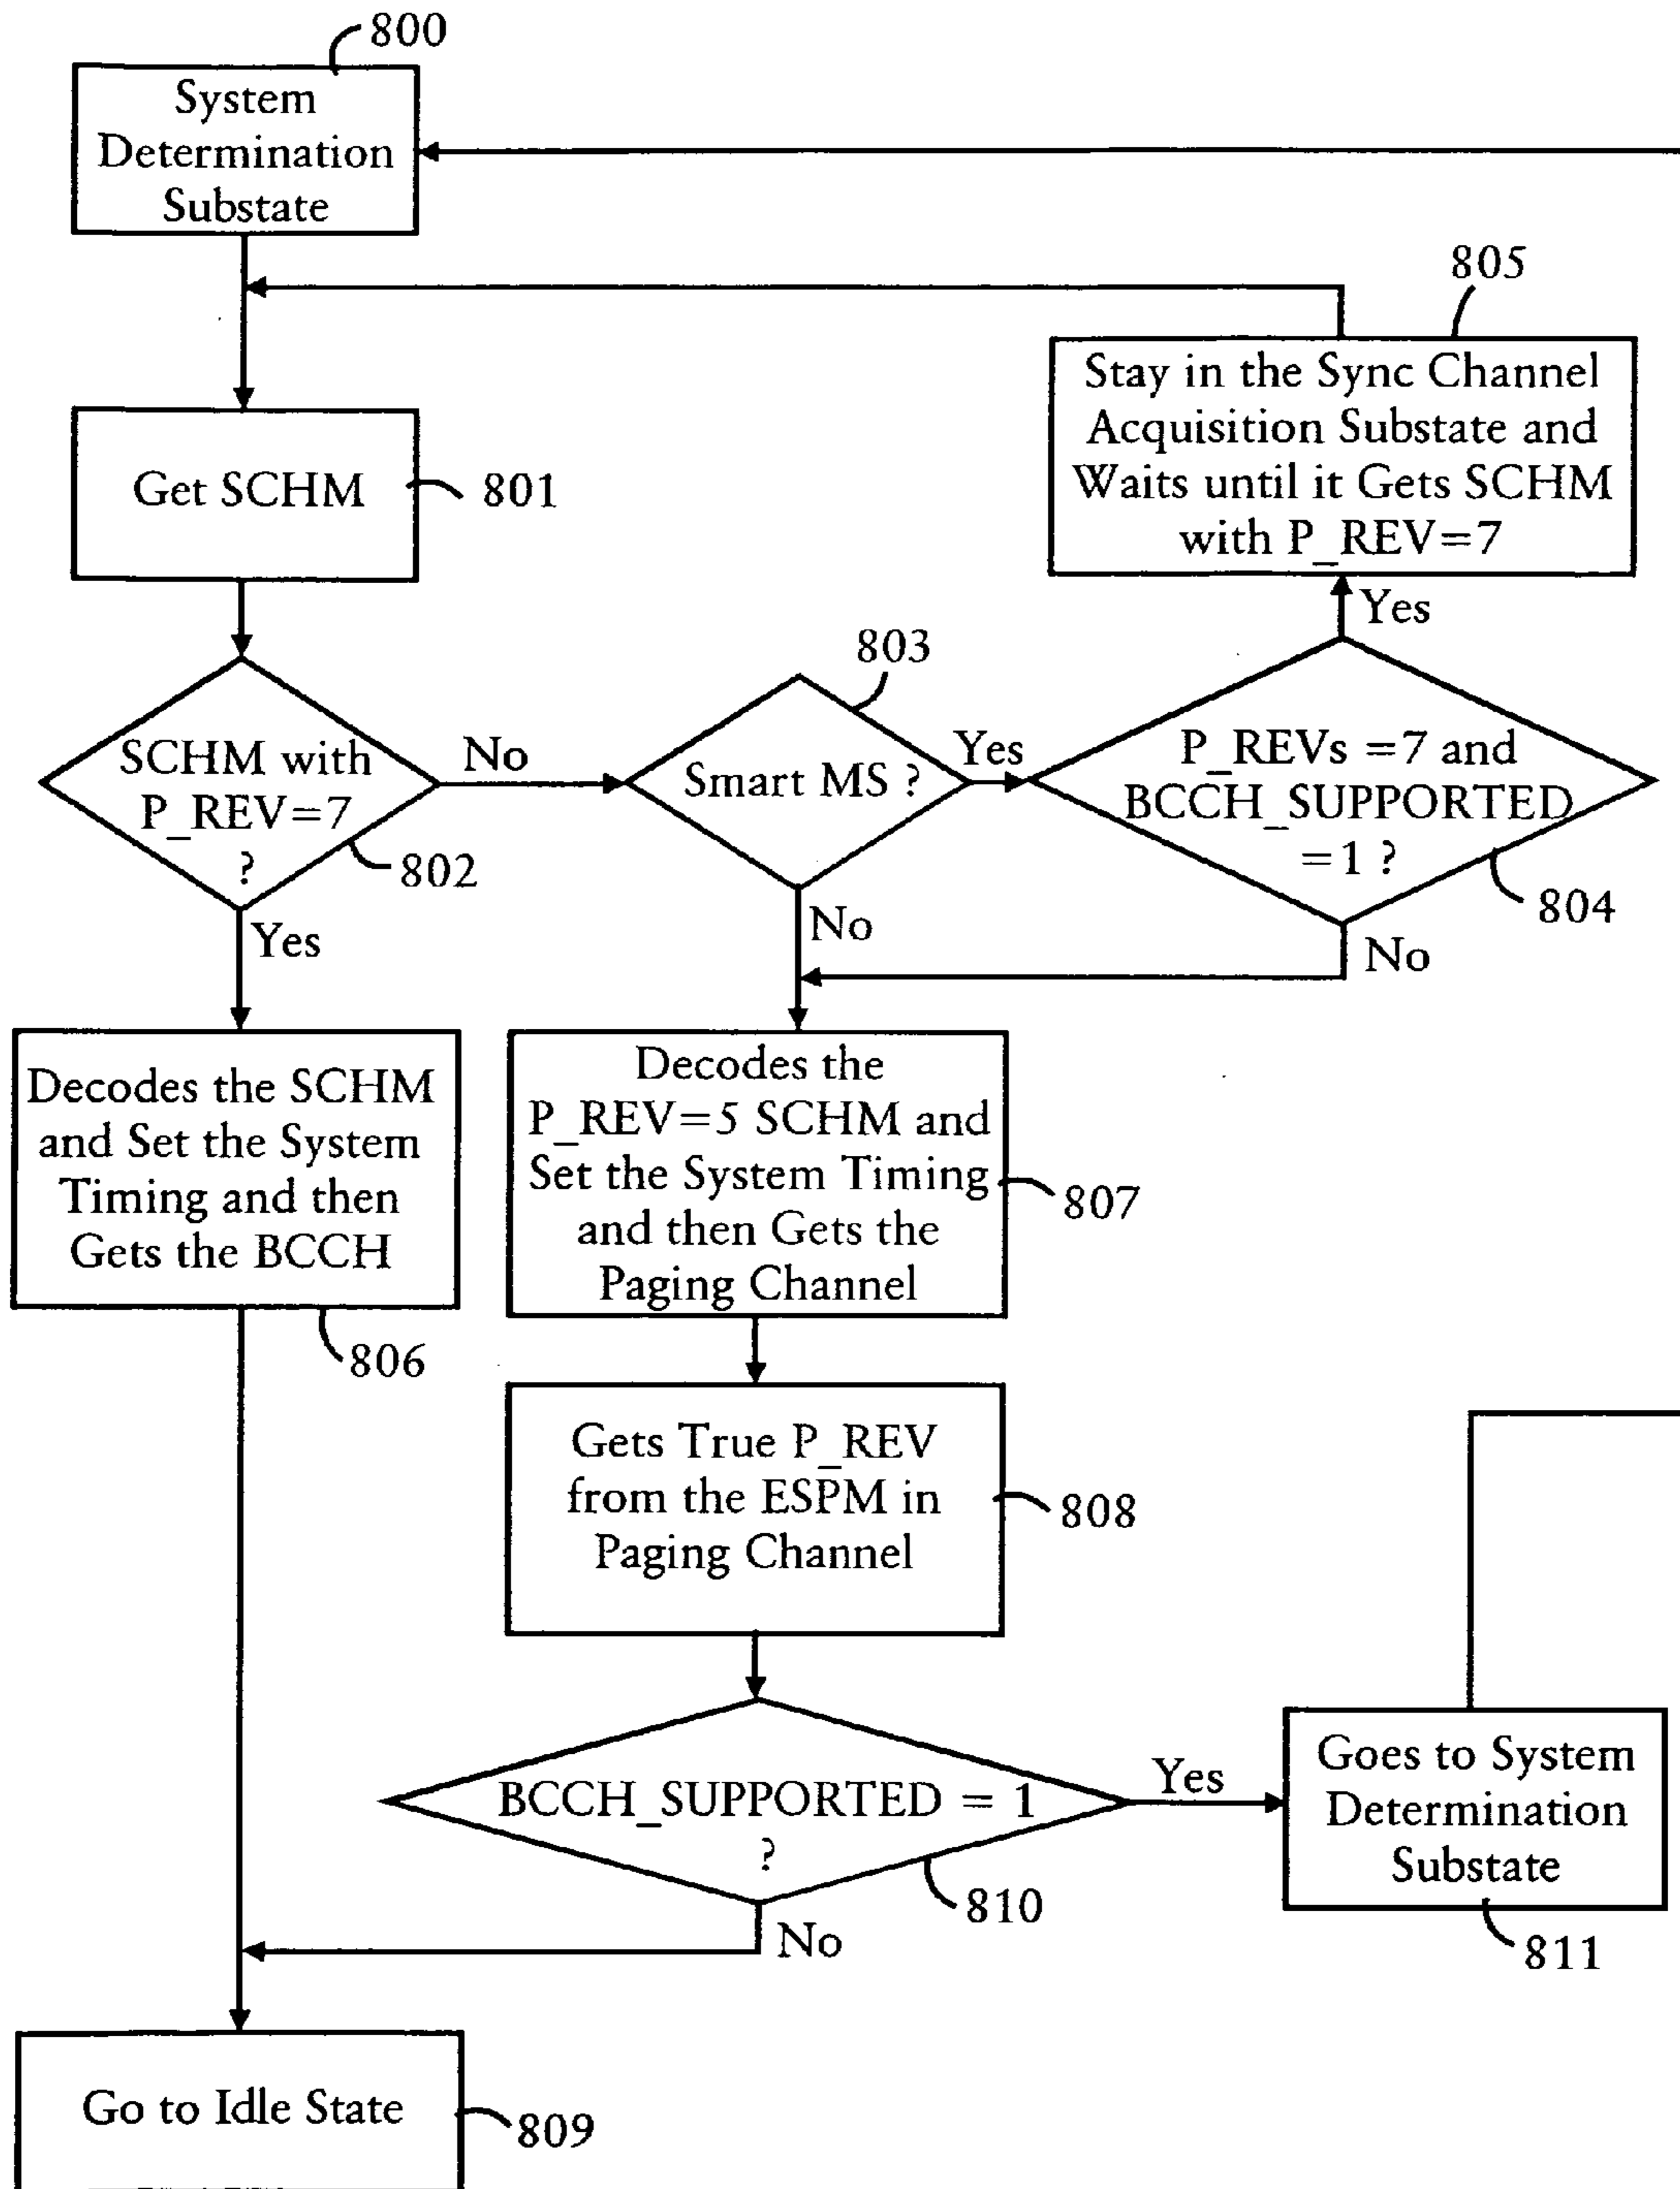 800
System
Determination
Substate
805
Stay in the Sync Channel
Acquisition Substate and
Waits until it Gets SCHM
with P_REV=7
Get SCHM
801
Yes
803
SCHM with
P_REV=7
?
802
No
Smart MS ?
Yes
P_REVs =7 and
BCCH_SUPPORTED
=1 ?
804
Yes
No
No
Decodes the SCHM
and Set the System
Timing and then
Gets the BCCH
806
Decodes the
P_REV=5 SCHM and
Set the System Timing
and then Gets the
Paging Channel
807
Gets True P_REV
from the ESPM in
Paging Channel
808
BCCH_SUPPORTED = 1
?
810
Yes
Goes to System
Determination
Substate
811
No
Go to Idle State
809